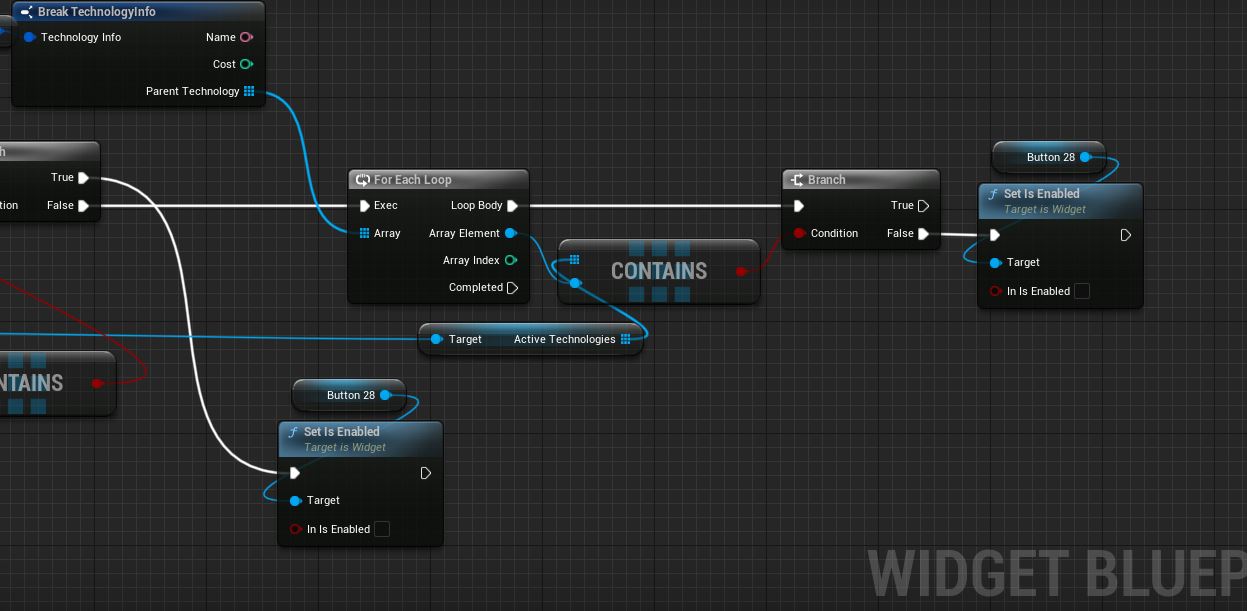 Break TechnologyInfo
Technology Info Name
Cost
Parent Technology
h
True
tion False
For Each Loop
Exec Loop Body
Array Array Element
Array Index
Completed
CONTAINS
Branch
True
Condition False
Button 28
f Set Is Enabled
Target is Widget
Target
In Is Enabled
Target Active Technologies
NTAINS
Button 28
f Set Is Enabled
Target is Widget
Target
In Is Enabled
WIDGET BLUEP